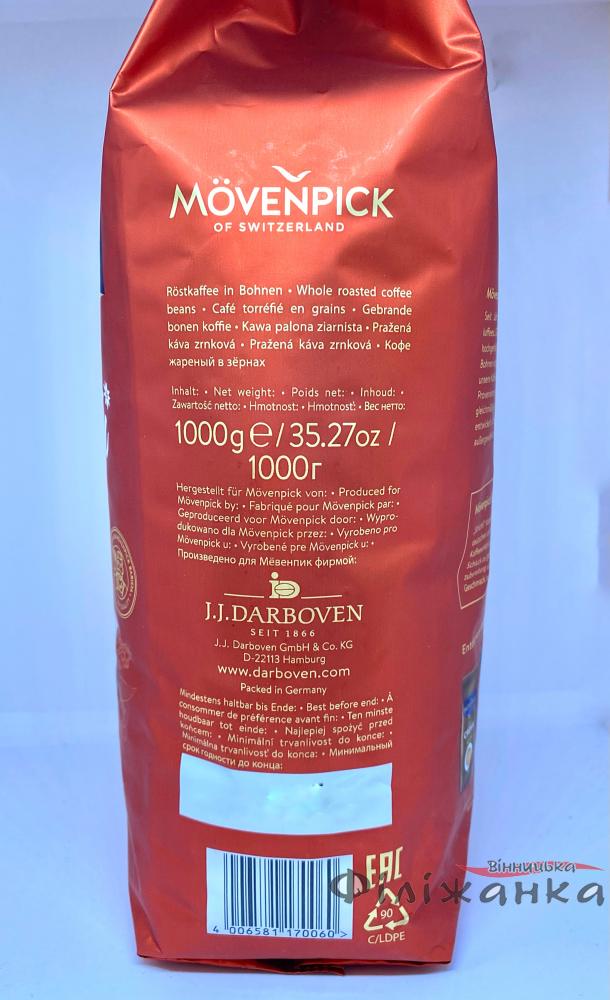 MÖVENPICK
OF SWITZERLAND
Röstkaffee in Bohnen • Whole roasted coffee
beans • Café torréfié en grains • Gebrande
bonen koffie • Kawa palona ziarnista • Pražená
káva zrnková • Pražená káva zrnková • Кофе
жареный в зёрнах
Inhalt: • Net weight: • Poids net: • Inhoud: •
Zawartość netto: • Hmotnost: • Hmotnosť: • Вес нетто:
1000g ℮/35.27oz /
1000г
Hergestellt für Mövenpick von: • Produced for
Mövenpick by: • Fabriqué pour Mövenpick par: •
Geproduceerd voor Mövenpick door: • Wypro-
dukowano dla Mövenpick przez: • Vyrobeno pro
Mövenpick u: • Vyrobené pre Mövenpick u: •
Произведено для Мёвенпик фирмой:
J.J.DARBOVEN
SEIT 1866
J.J. Darboven GmbH & Co. KG
D-22113 Hamburg
www.darboven.com
Packed in Germany
Mindestens haltbar bis Ende: • Best before end: • À
consommer de préférence avant fin: • Ten minste
houdbaar tot einde: • Najlepiej spożyć przed
końcem: • Minimální trvanlivost do konce: •
Minimálna trvanlivosť do konca: • Минимальный
срок годности до конца:
4 006581 170060 >
EAC
90
C/LDPE
Вінницька
Філіжанка